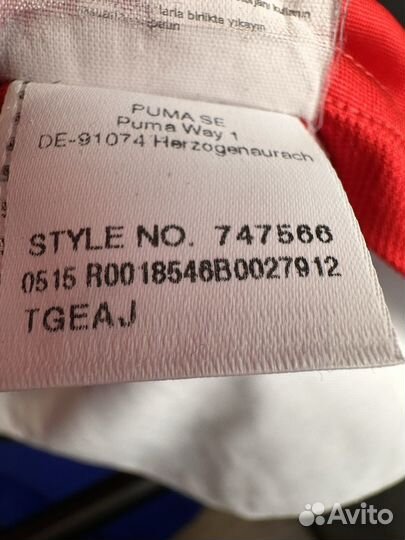 larla birlikte yıkayın
PUMA SE
Puma Way 1
DE-91074 Herzogenaurach
STYLE NO. 747566
0515 R0018546B0027912
TGEAJ
Avito